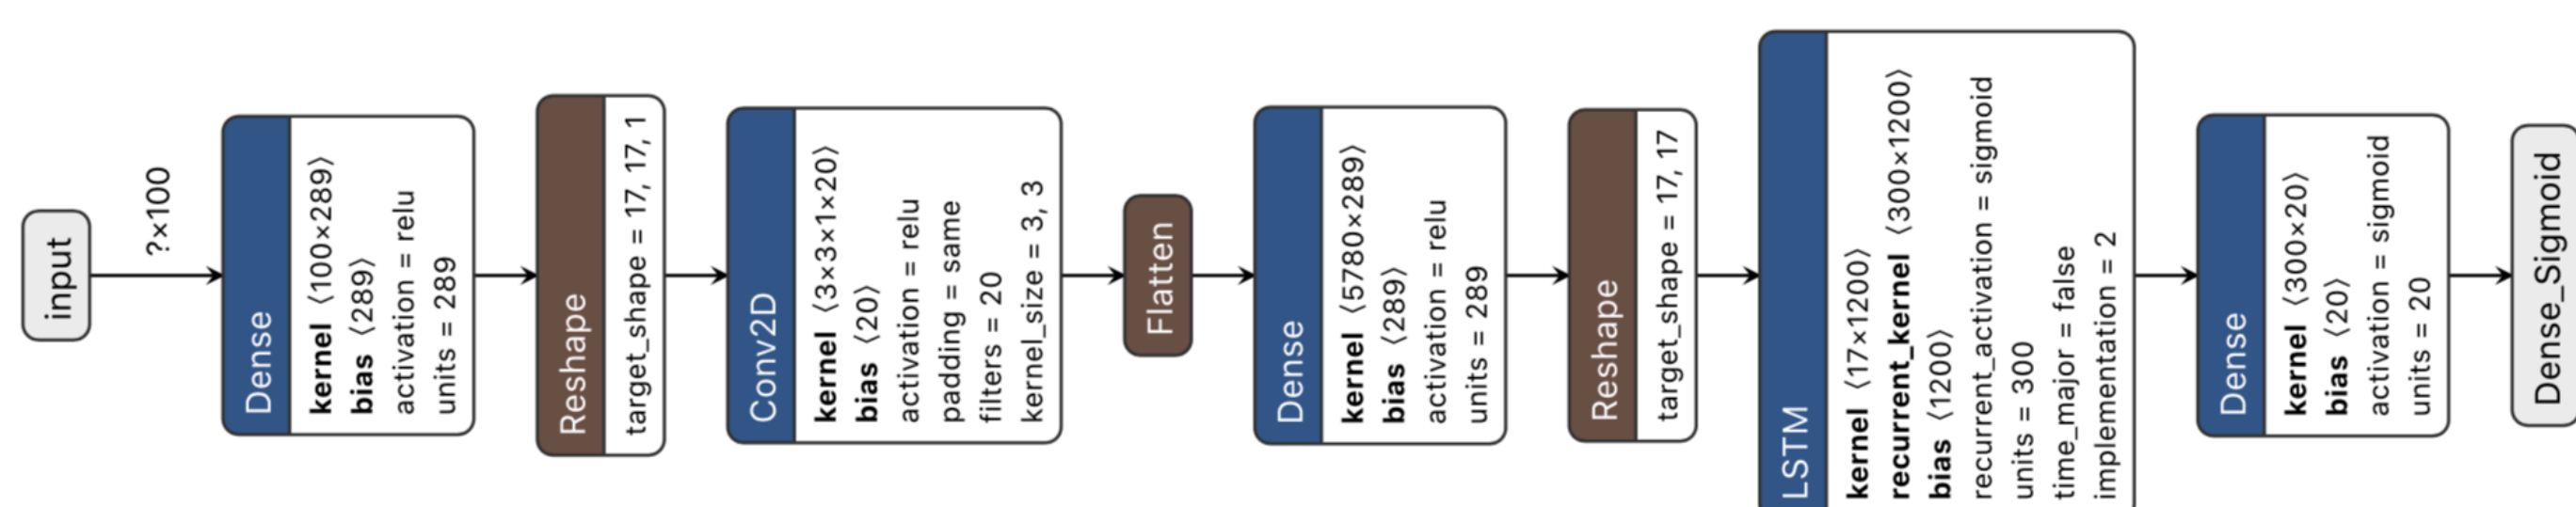 input
?×100
Dense
kernel ⟨100×289⟩
bias ⟨289⟩
activation = relu
units = 289
Reshape
target_shape = 17, 17, 1
Conv2D
kernel ⟨3×3×1×20⟩
bias ⟨20⟩
activation = relu
padding = same
filters = 20
kernel_size = 3, 3
Flatten
Dense
kernel ⟨5780×289⟩
bias ⟨289⟩
activation = relu
units = 289
Reshape
target_shape = 17, 17
LSTM
kernel ⟨17×1200⟩
recurrent_kernel ⟨300×1200⟩
bias ⟨1200⟩
recurrent_activation = sigmoid
units = 300
time_major = false
implementation = 2
Dense
kernel ⟨300×20⟩
bias ⟨20⟩
activation = sigmoid
units = 20
Dense_Sigmoid